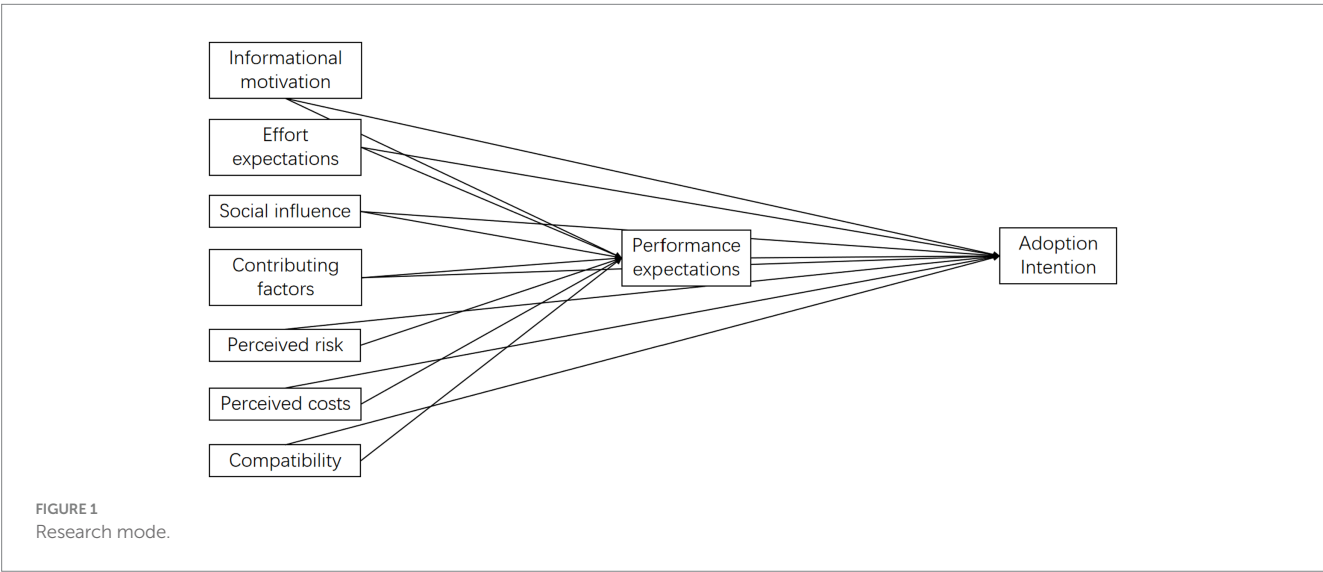 Informational
motivation
Effort
expectations
Social influence
Contributing
factors
Perceived risk
Perceived costs
Compatibility
Performance
expectations
Adoption
Intention
FIGURE 1
Research mode.